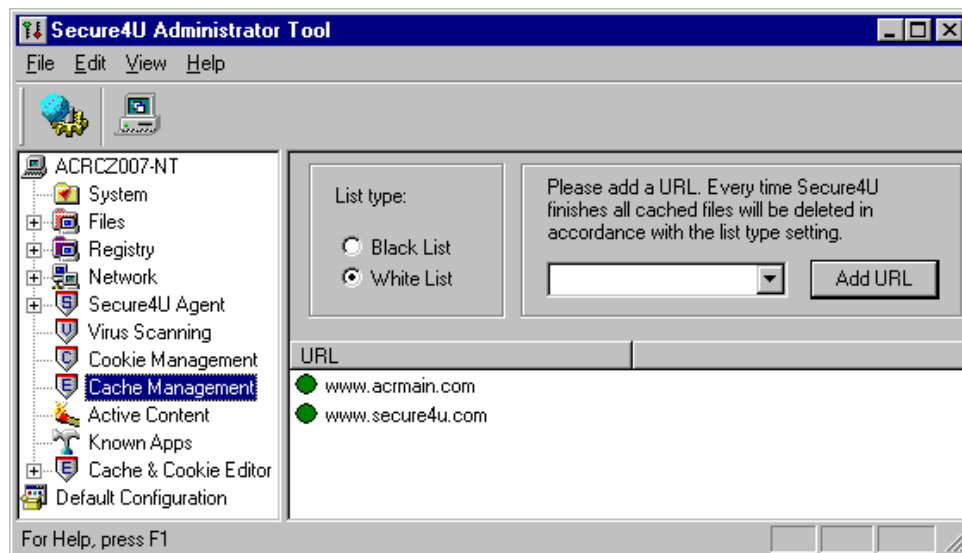 Secure4U Administrator Tool
File Edit View Help
ACRCZ007-NT
System
Files
Registry
Network
Secure4U Agent
Virus Scanning
Cookie Management
Cache Management
Active Content
Known Apps
Cache & Cookie Editor
Default Configuration
List type:
Black List
White List
Please add a URL. Every time Secure4U
finishes all cached files will be deleted in
accordance with the list type setting.
Add URL
URL
www.acrmain.com
www.secure4u.com
For Help, press F1